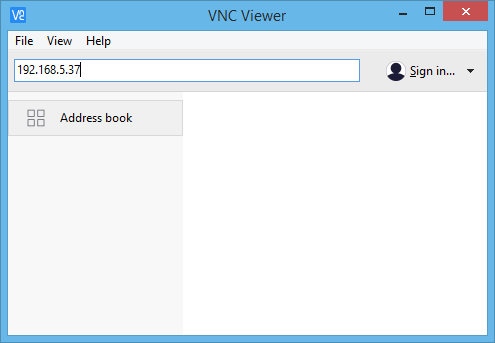 VNC Viewer
File View Help
192.168.5.37
Sign in...
Address book